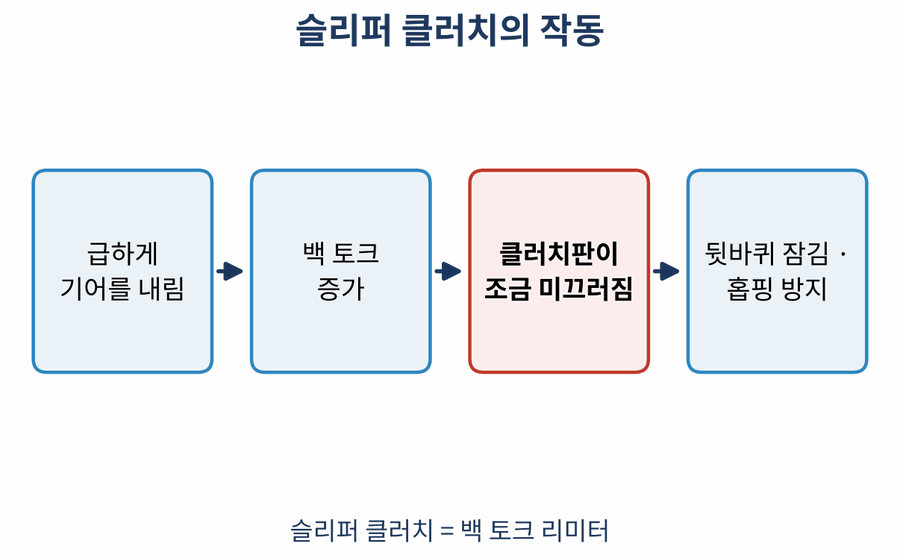 슬리퍼 클러치의 작동
급하게
기어를 내림
백 토크
증가
클러치판이
조금 미끄러짐
뒷바퀴 잠김 ·
홉핑 방지
슬리퍼 클러치 = 백 토크 리미터